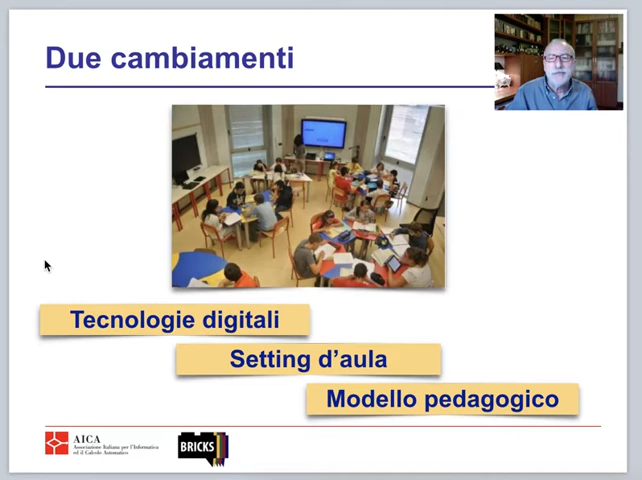 Due cambiamenti
Tecnologie digitali
Setting d’aula
Modello pedagogico
AICA
Associazione Italiana per l'Informatica
ed il Calcolo Automatico
BRICKS